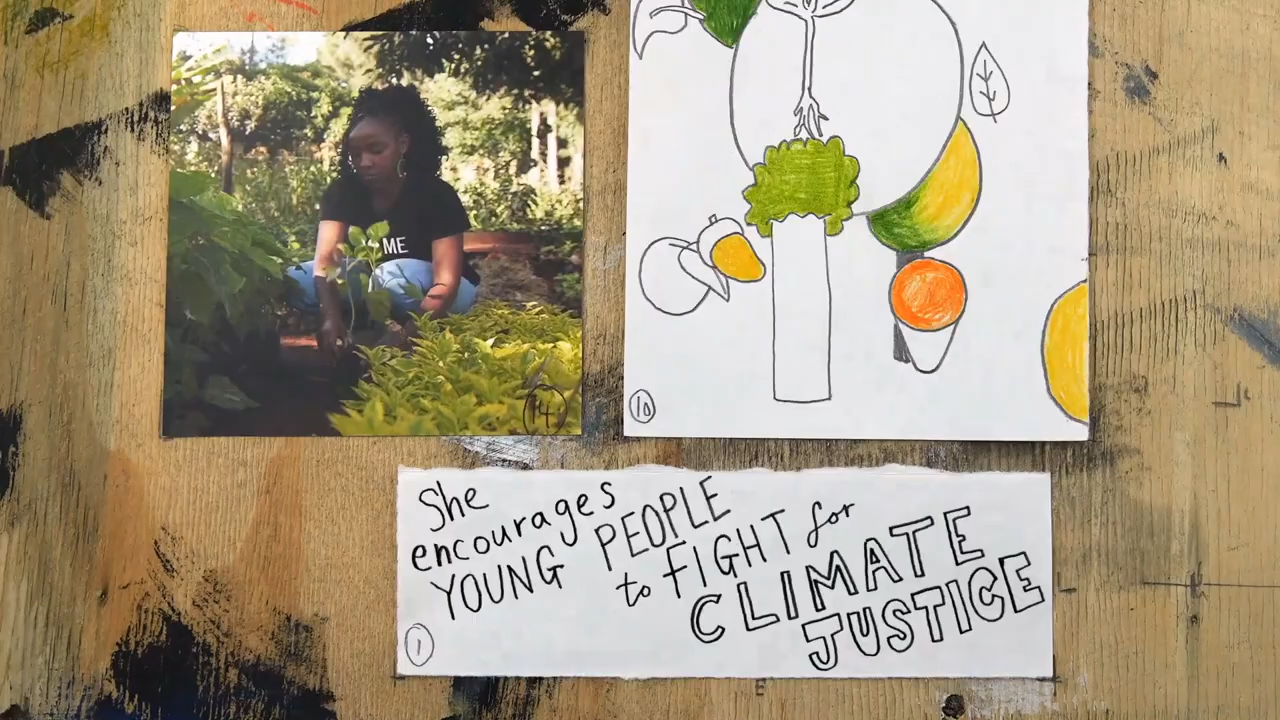 ME
14
10
She
encourages
YOUNG PEOPLE
to FIGHT for
CLIMATE
JUSTICE
1